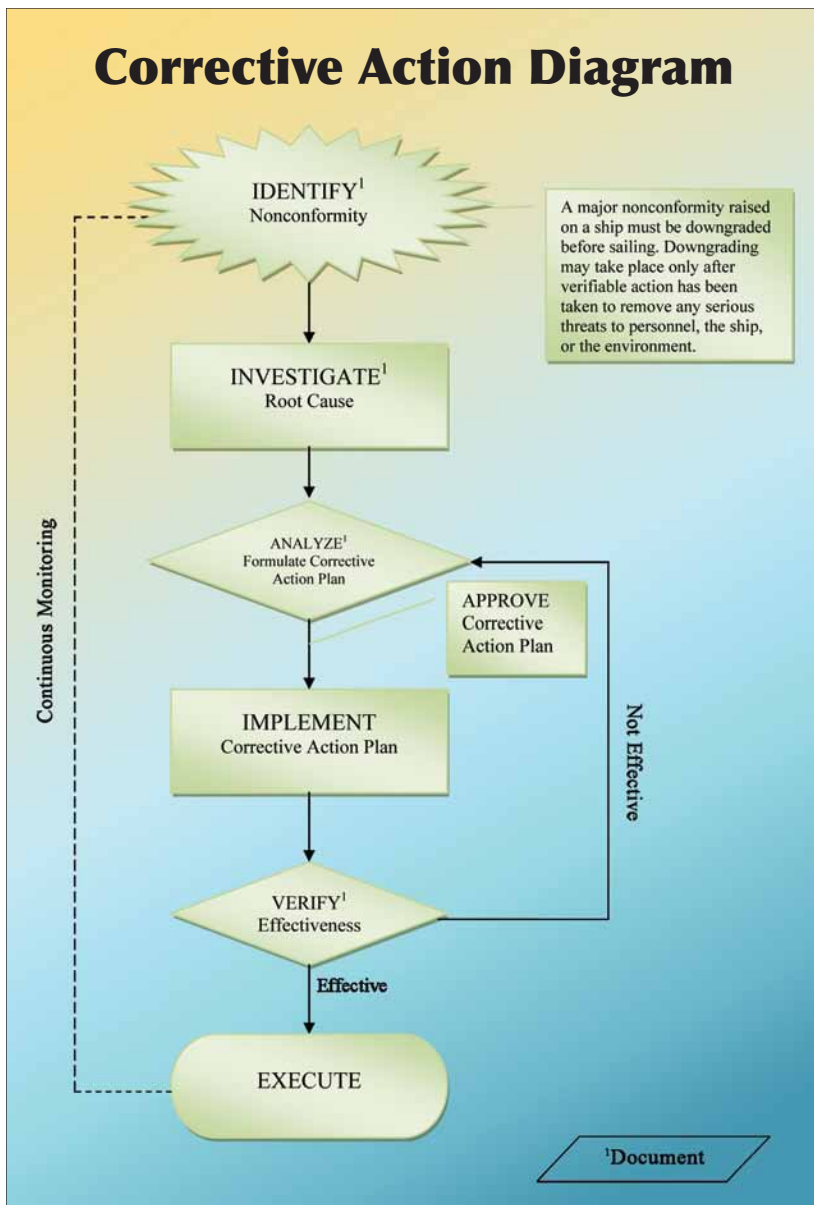 Corrective Action Diagram
IDENTIFY¹
Nonconformity
A major nonconformity raised
on a ship must be downgraded
before sailing. Downgrading
may take place only after
verifiable action has been
taken to remove any serious
threats to personnel, the ship,
or the environment.
INVESTIGATE¹
Root Cause
ANALYZE¹
Formulate Corrective
Action Plan
APPROVE
Corrective
Action Plan
IMPLEMENT
Corrective Action Plan
Continuous Monitoring
Not Effective
VERIFY¹
Effectiveness
Effective
EXECUTE
¹Document